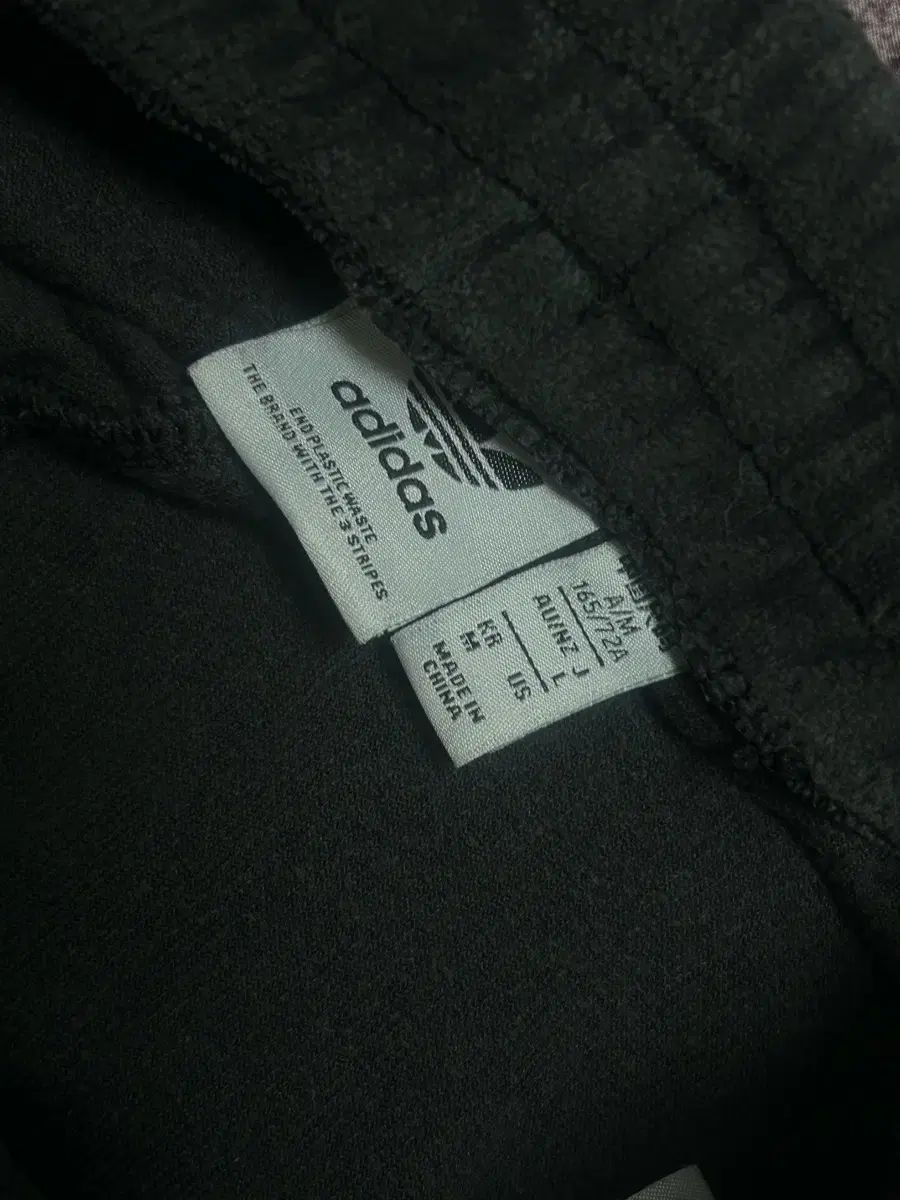 adidas
END PLASTIC WASTE
THE BRAND WITH THE 3 STRIPES
A/M
165/72A
AU/NZ J L
KR US
M
MADE IN
CHINA